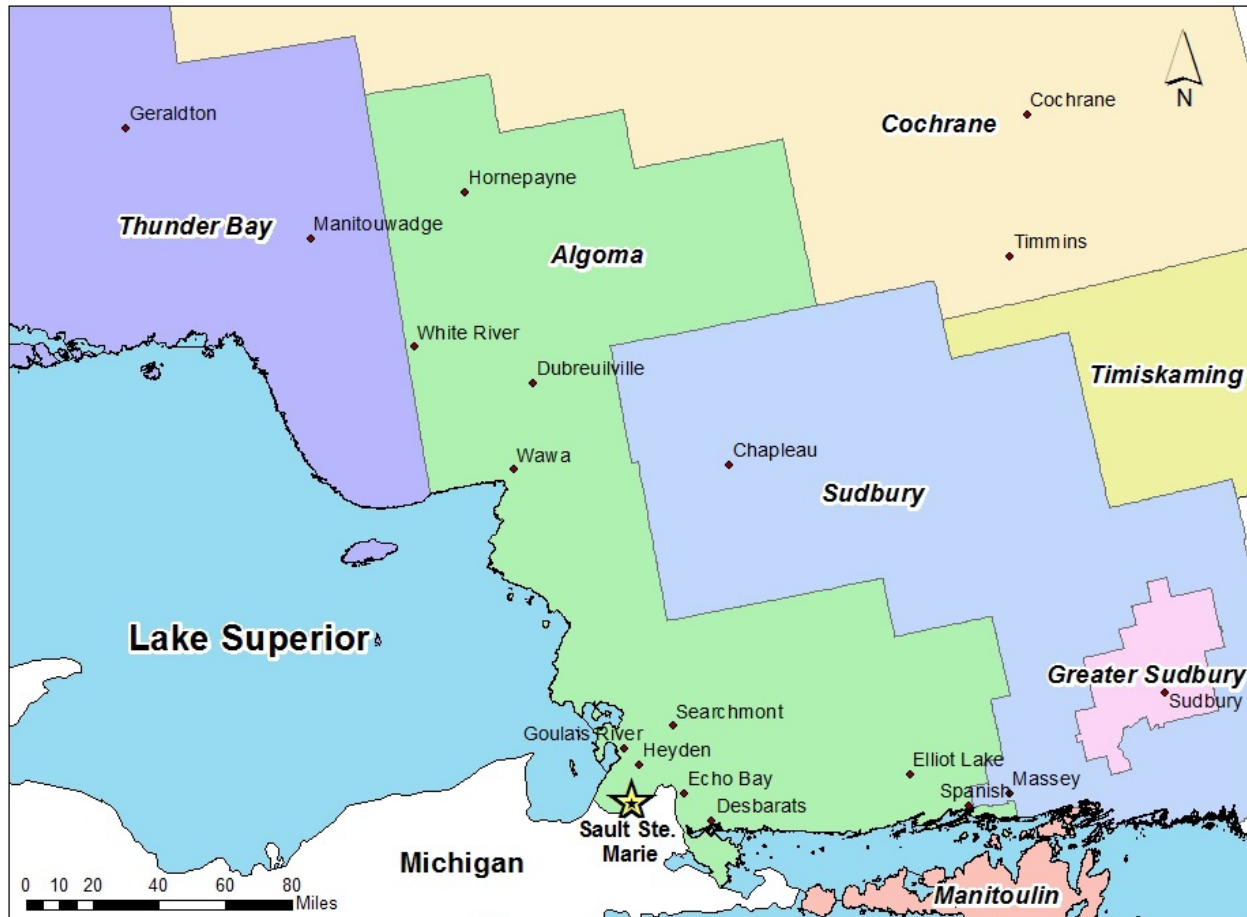 Geraldton
Cochrane
Cochrane
N
Hornepayne
Thunder Bay
Manitouwadge
Algoma
Timmins
White River
Dubreuilville
Timiskaming
Wawa
Chapleau
Sudbury
Lake Superior
Greater Sudbury
Sudbury
Searchmont
Goulais River
Heyden
Elliot Lake
Echo Bay
Massey
Spanish
Desbarats
Sault Ste.
Marie
Michigan
Manitoulin
0 10 20 40 60 80
Miles